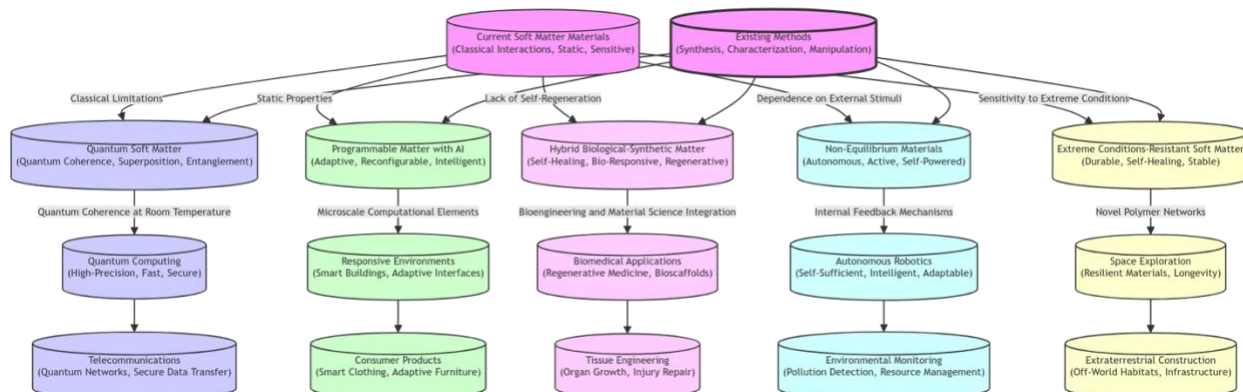 Current Soft Matter Materials
(Classical Interactions, Static, Sensitive)
Existing Methods
(Synthesis, Characterization, Manipulation)
Classical Limitations
Static Properties
Lack of Self-Regeneration
Dependence on External Stimuli
Sensitivity to Extreme Conditions
Quantum Soft Matter
(Quantum Coherence, Superposition, Entanglement)
Programmable Matter with AI
(Adaptive, Reconfigurable, Intelligent)
Hybrid Biological-Synthetic Matter
(Self-Healing, Bio-Responsive, Regenerative)
Non-Equilibrium Materials
(Autonomous, Active, Self-Powered)
Extreme Conditions-Resistant Soft Matter
(Durable, Self-Healing, Stable)
Quantum Coherence at Room Temperature
Microscale Computational Elements
Bioengineering and Material Science Integration
Internal Feedback Mechanisms
Novel Polymer Networks
Quantum Computing
(High-Precision, Fast, Secure)
Responsive Environments
(Smart Buildings, Adaptive Interfaces)
Biomedical Applications
(Regenerative Medicine, Bioscaffolds)
Autonomous Robotics
(Self-Sufficient, Intelligent, Adaptable)
Space Exploration
(Resilient Materials, Longevity)
Telecommunications
(Quantum Networks, Secure Data Transfer)
Consumer Products
(Smart Clothing, Adaptive Furniture)
Tissue Engineering
(Organ Growth, Injury Repair)
Environmental Monitoring
(Pollution Detection, Resource Management)
Extraterrestrial Construction
(Off-World Habitats, Infrastructure)